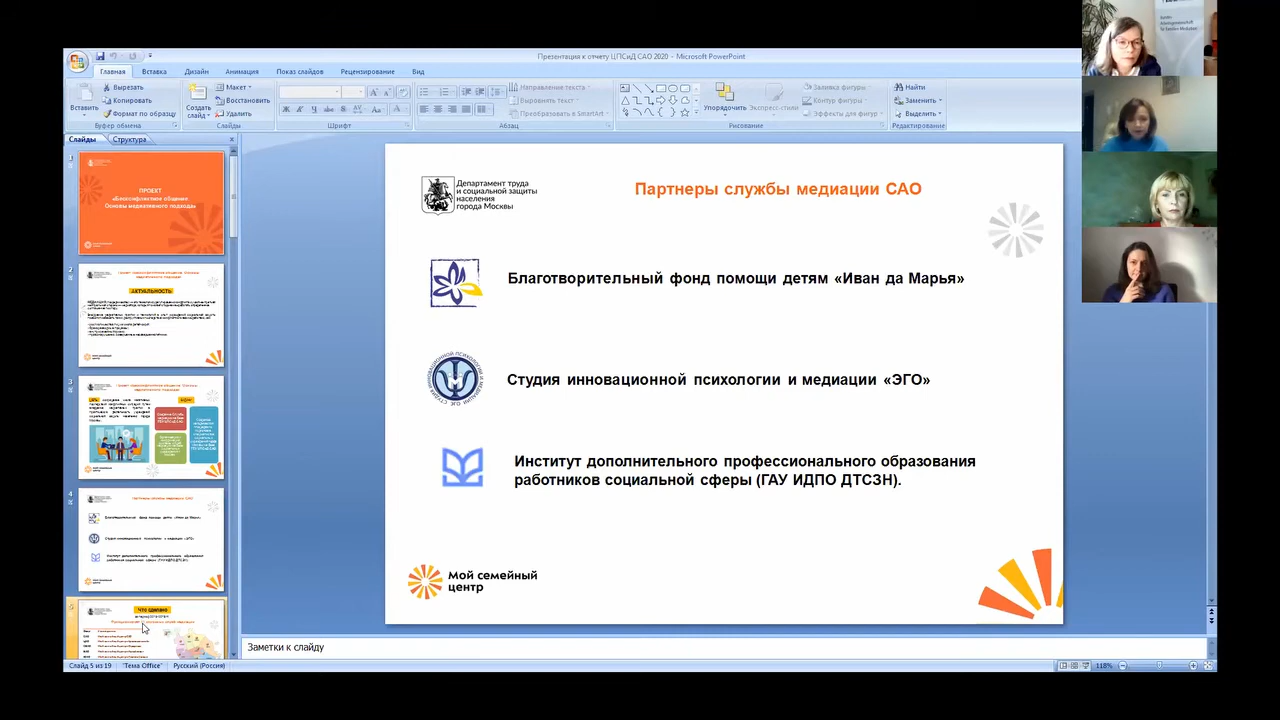 Презентация к отчету ЦПСиД САО 2020 - Microsoft PowerPoint
Главная Вставка Дизайн Анимация Показ слайдов Рецензирование Вид
Вставить
Вырезать
Копировать
Формат по образцу
Буфер обмена
Создать слайд
Макет
Восстановить
Удалить
Слайды
Шрифт
Направление текста
Выровнять текст
Преобразовать в SmartArt
Абзац
Упорядочить
Экспресс-стили
Заливка фигуры
Контур фигуры
Эффекты для фигур
Рисование
Найти
Заменить
Выделить
Редактирование
Слайды Структура
1
ПРОЕКТ
«Бесконфликтное общение.
Основы медиативного подхода»
2
АКТУАЛЬНОСТЬ
3
4
5
Что сделано
Департамент труда
и социальной защиты
населения
города Москвы
Партнеры службы медиации САО
Благотворительный фонд помощи детям «Иван да Марья»
Студия инновационной психологии и медиации «ЭГО»
Институт дополнительного профессионального образования
работников социальной сферы (ГАУ ИДПО ДТСЗН).
Мой семейный
центр
Заметки к слайду
Слайд 5 из 19 "Тема Office" Русский (Россия)
118%